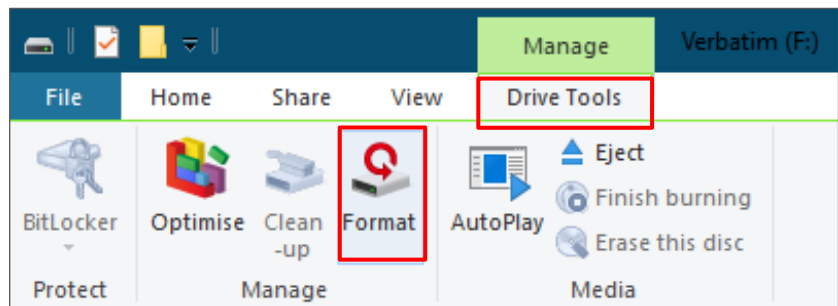 Manage Verbatim (F:)
File Home Share View Drive Tools
BitLocker Optimise Clean-up Format AutoPlay
Eject
Finish burning
Erase this disc
Protect Manage Media